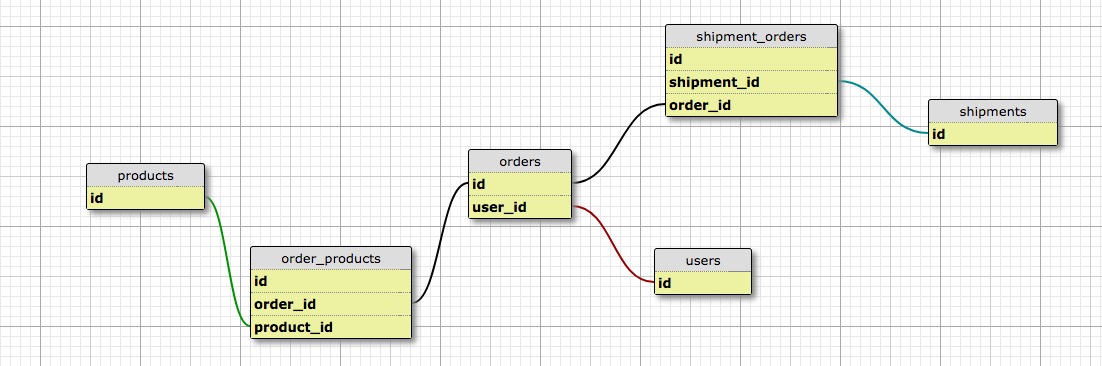 shipment_orders
id
shipment_id
order_id
shipments
id
products
id
orders
id
user_id
order_products
id
order_id
product_id
users
id